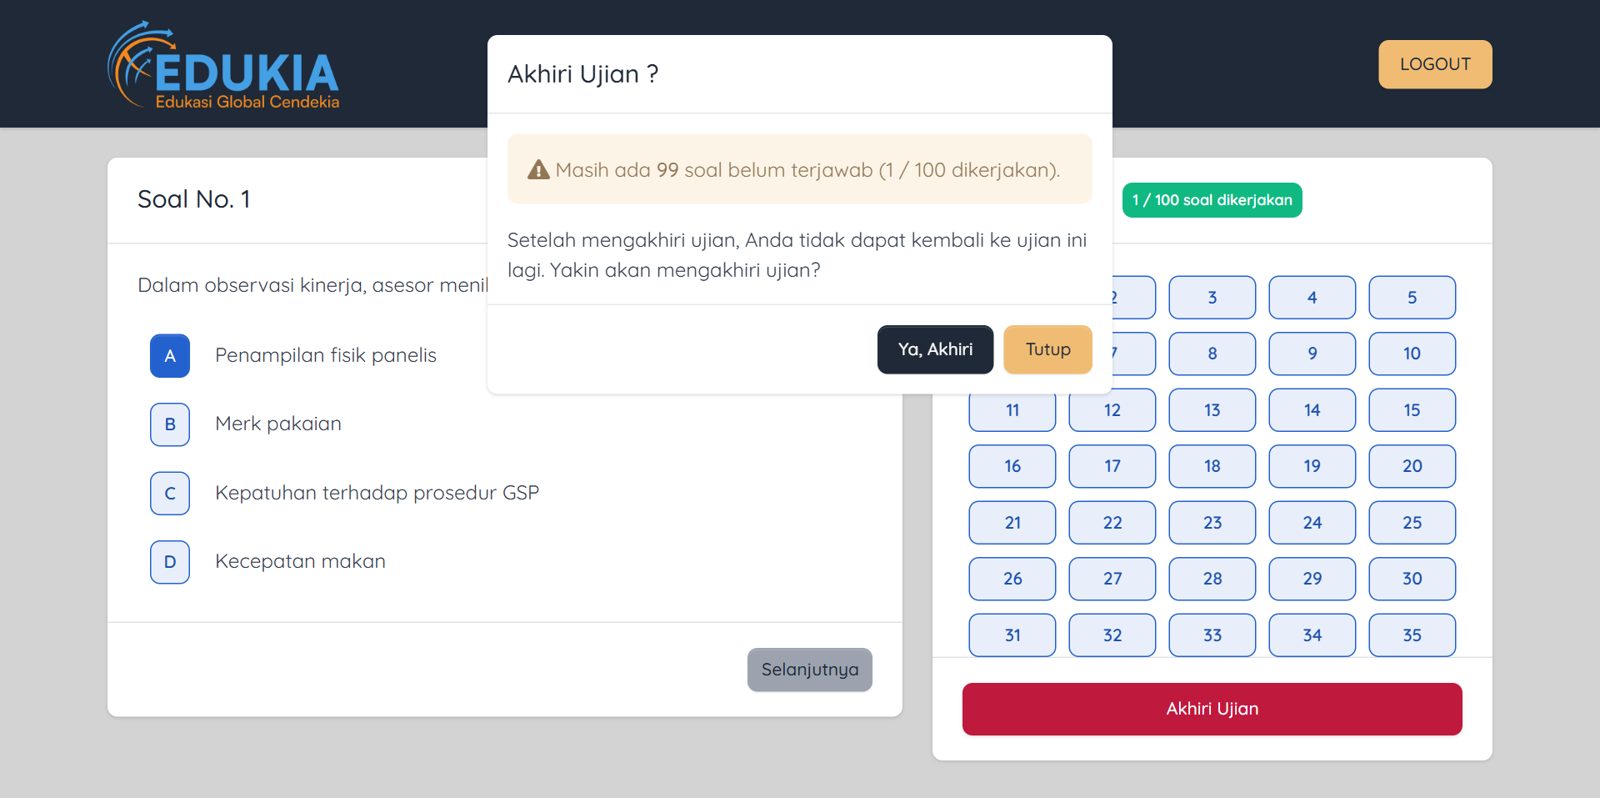 EDUKIA
Edukasi Global Cendekia
LOGOUT
Akhiri Ujian ?
Masih ada 99 soal belum terjawab (1 / 100 dikerjakan).
Setelah mengakhiri ujian, Anda tidak dapat kembali ke ujian ini
lagi. Yakin akan mengakhiri ujian?
Ya, Akhiri
Tutup
Soal No. 1
Dalam observasi kinerja, asesor
A Penampilan fisik panelis
B Merk pakaian
C Kepatuhan terhadap prosedur GSP
D Kecepatan makan
Selanjutnya
1 / 100 soal dikerjakan
2 3 4 5
7 8 9 10
11 12 13 14 15
16 17 18 19 20
21 22 23 24 25
26 27 28 29 30
31 32 33 34 35
Akhiri Ujian